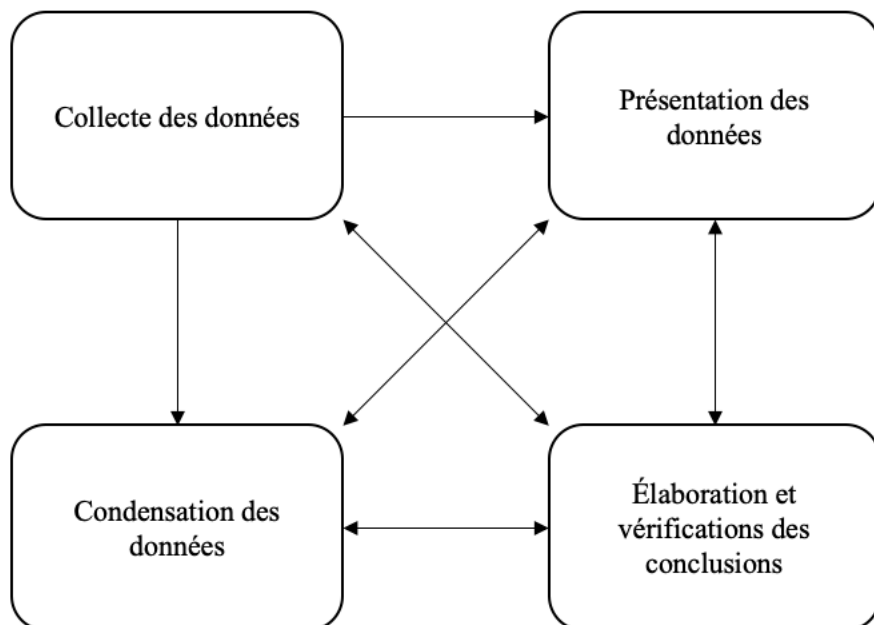 Collecte des données
Présentation des
données
Condensation des
données
Élaboration et
vérifications des
conclusions